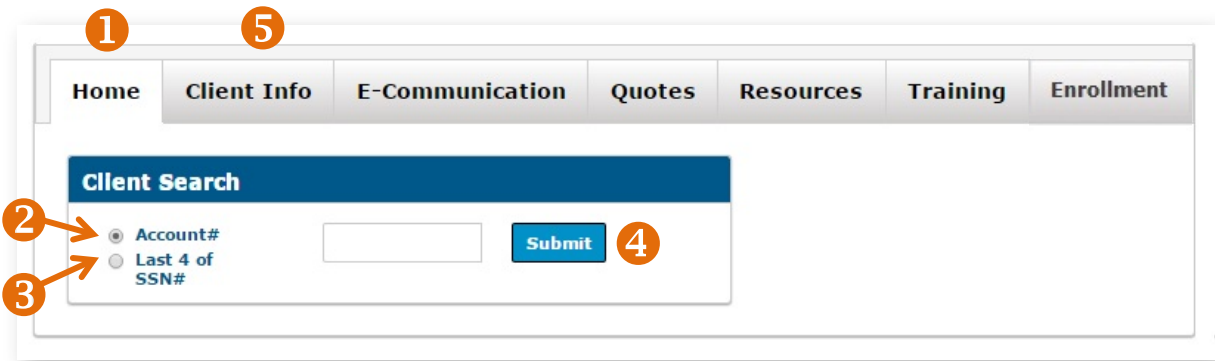 1 5
Home Client Info E-Communication Quotes Resources Training Enrollment
Client Search
2 Account# Submit 4
3 Last 4 of
SSN#